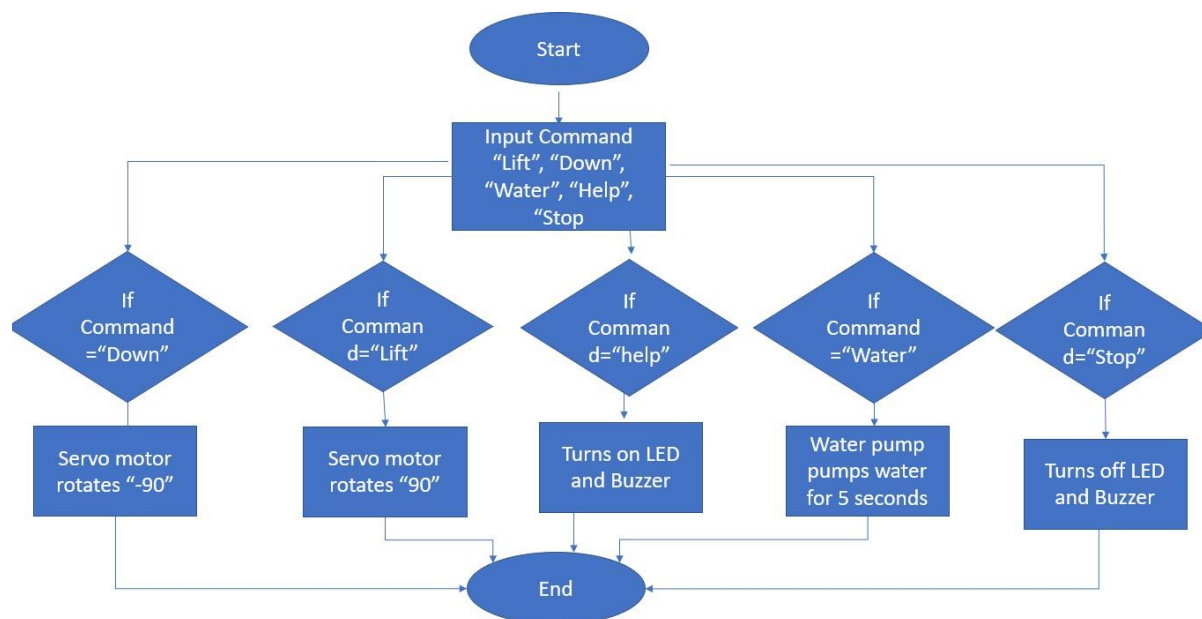 Start
Input Command
“Lift”, “Down”,
“Water”, “Help”,
“Stop
If
Command
=“Down”
If
Comman
d=“Lift”
If
Comman
d=“help”
If
Command
=“Water”
If
Comman
d=“Stop”
Servo motor
rotates “-90”
Servo motor
rotates “90”
Turns on LED
and Buzzer
Water pump
pumps water
for 5 seconds
Turns off LED
and Buzzer
End